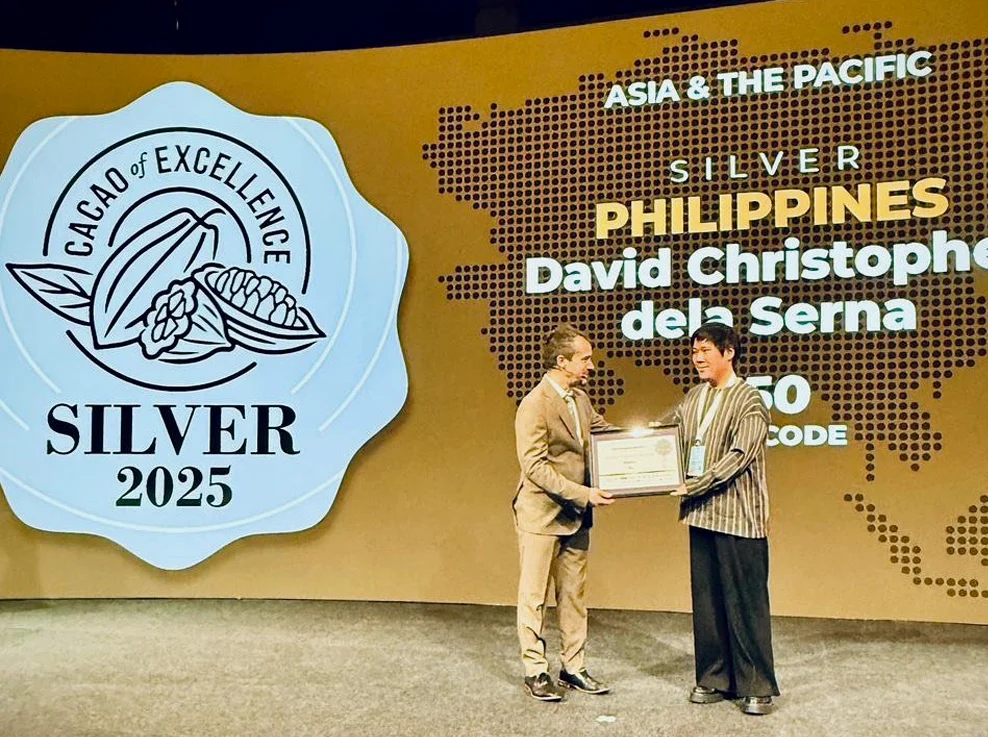 CACAO of EXCELLENCE
SILVER
2025
ASIA & THE PACIFIC
SILVER
PHILIPPINES
David Christophe
dela Serna
50
CODE